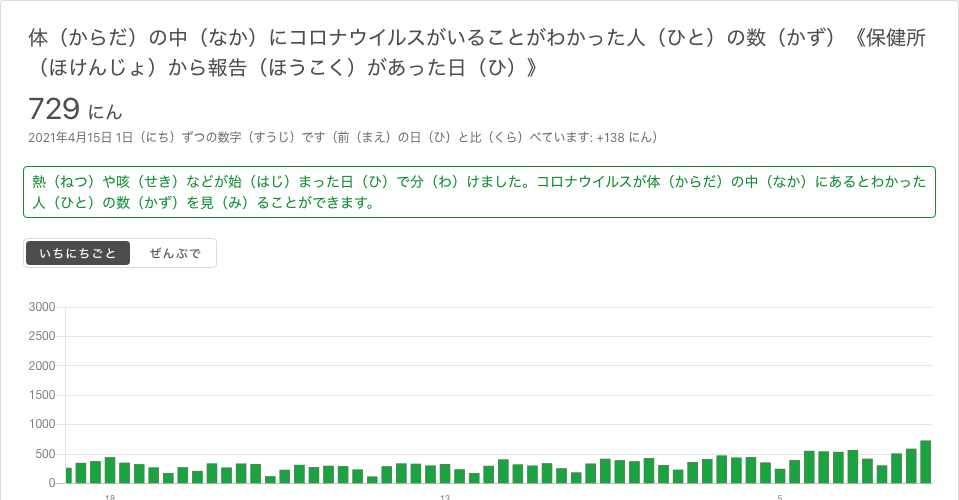 体（からだ）の中（なか）にコロナウイルスがいることがわかった人（ひと）の数（かず）《保健所
（ほけんじょ）から報告（ほうこく）があった日（ひ）》
729 にん
2021年4月15日 1日（にち）ずつの数字（すうじ）です（前（まえ）の日（ひ）と比（くら）べています: +138 にん）
熱（ねつ）や咳（せき）などが始（はじ）まった日（ひ）で分（わ）けました。コロナウイルスが体（からだ）の中（なか）にあるとわかった
人（ひと）の数（かず）を見（み）ることができます。
いちにちごと ぜんぶで
3000
2500
2000
1500
1000
500
0
18 13 5